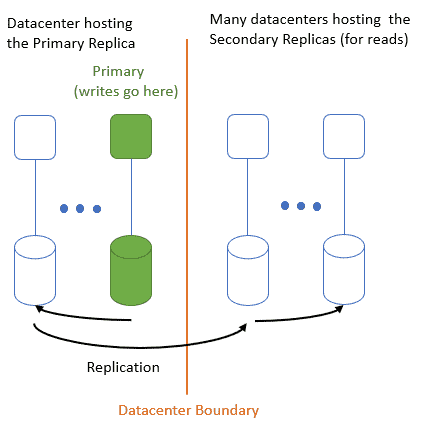 Datacenter hosting
the Primary Replica
Many datacenters hosting  the
Secondary Replicas (for reads)
Primary
(writes go here)
Replication
Datacenter Boundary